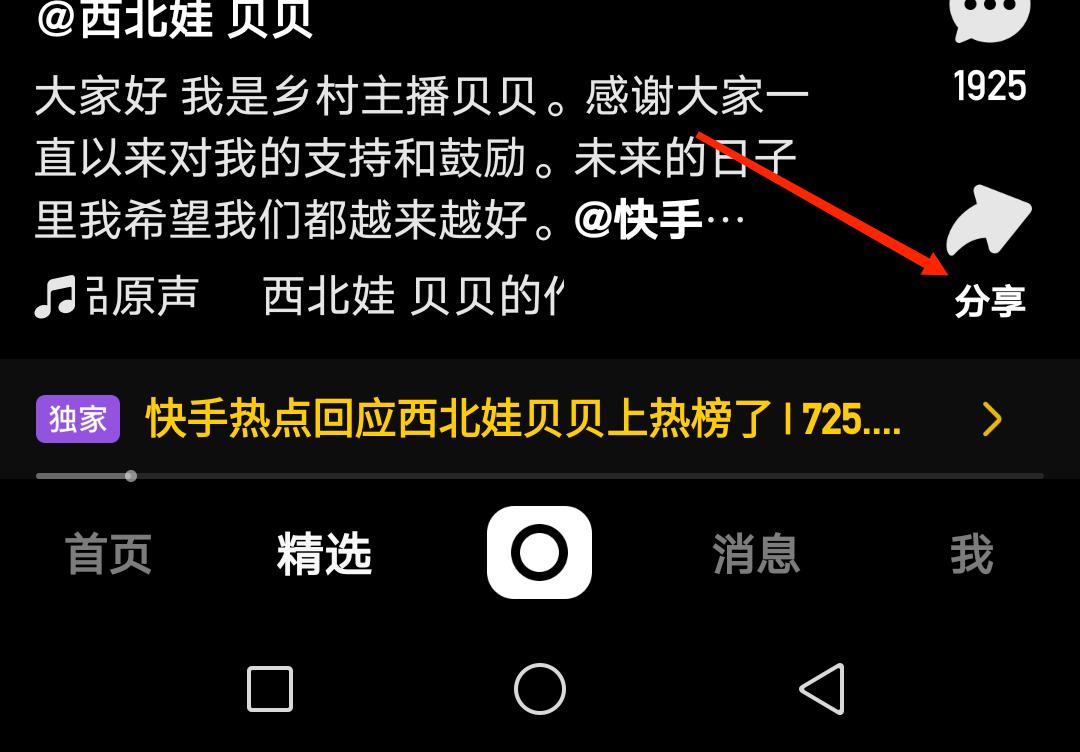 @西北娃 贝贝
1925
大家好 我是乡村主播贝贝。感谢大家一
直以来对我的支持和鼓励。未来的日子
里我希望我们都越来越好。@快手…
原声 西北娃 贝贝的
分享
独家 快手热点回应西北娃贝贝上热榜了 | 725....
首页 精选 消息 我